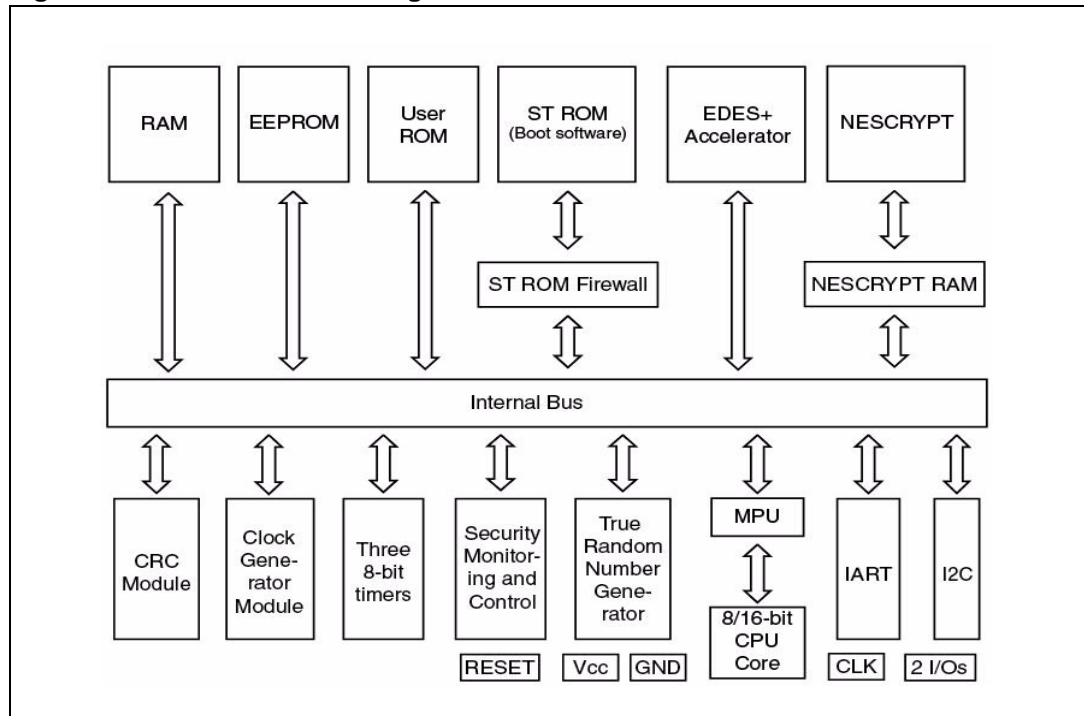 RAM
EEPROM
User
ROM
ST ROM
(Boot software)
EDES+
Accelerator
NESCRYPT
ST ROM Firewall
NESCRYPT RAM
Internal Bus
CRC
Module
Clock
Gene-
rator
Module
Three
8-bit
timers
Security
Monitor-
ing and
Control
True
Random
Number
Gene-
rator
MPU
8/16-bit
CPU
Core
IART
I2C
RESET
Vcc
GND
CLK
2 I/Os